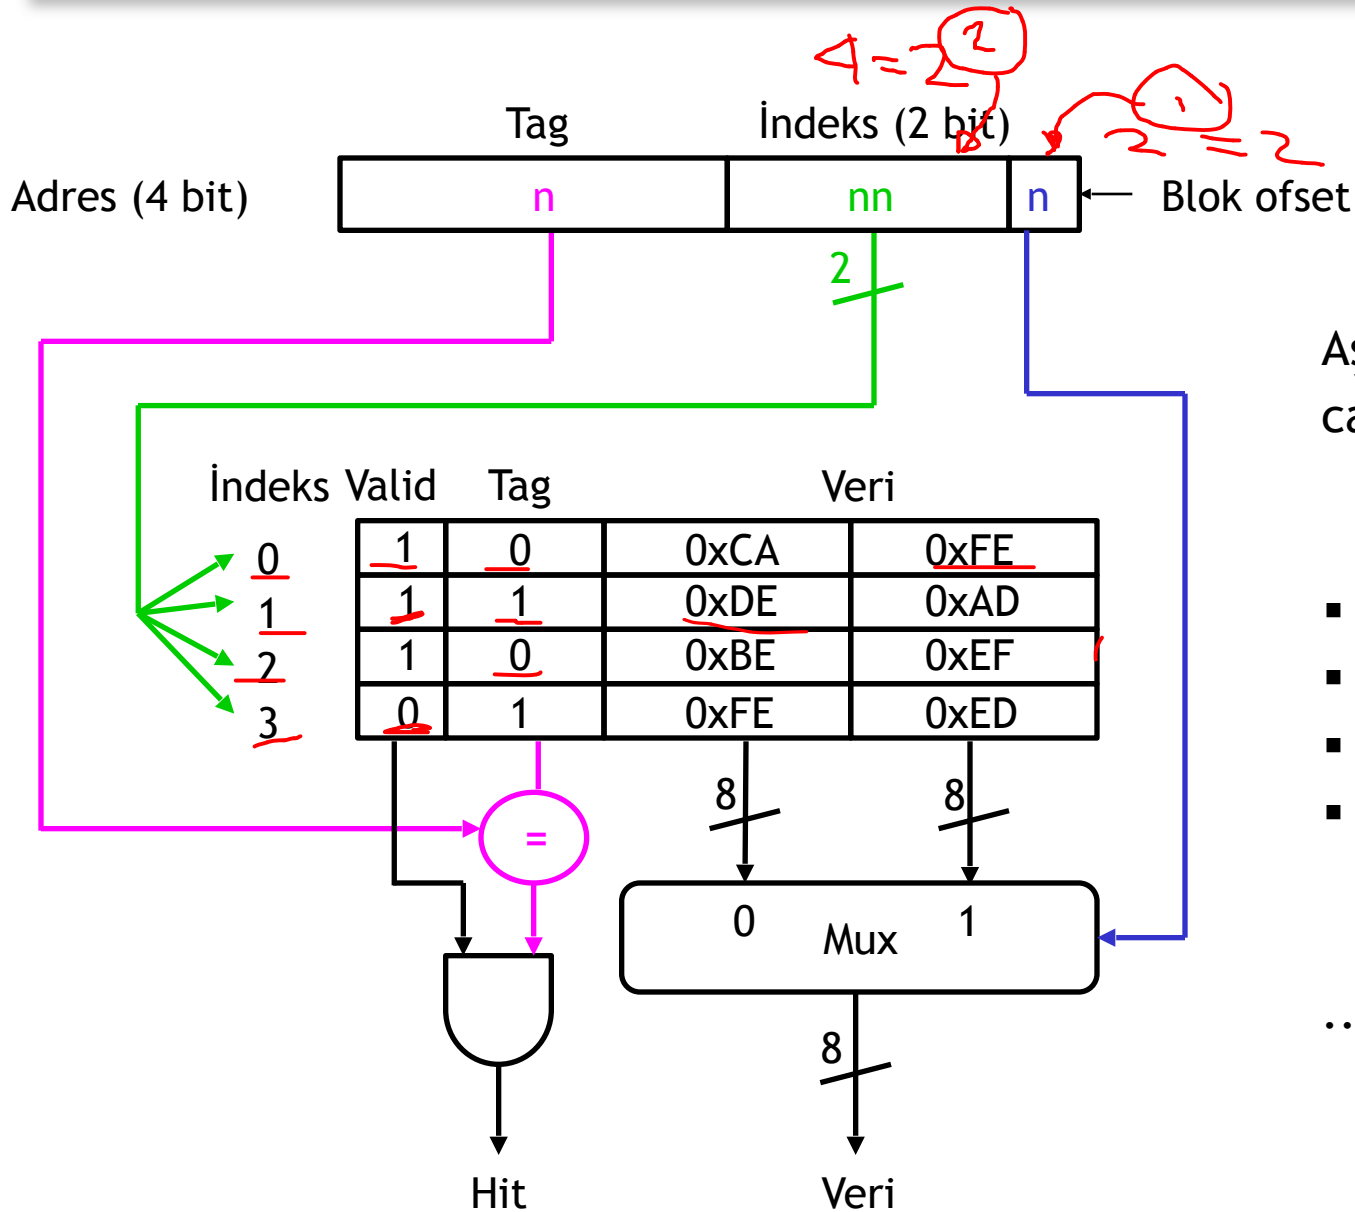 4 = 2 2
Tag İndeks (2 bit) 1
2 = 2
Adres (4 bit) n nn n Blok ofset
2
İndeks Valid Tag Veri
0 1 0 0xCA 0xFE
1 1 1 0xDE 0xAD
2 1 0 0xBE 0xEF
3 0 1 0xFE 0xED
8 8
=
0 1
Mux
8
Hit Veri